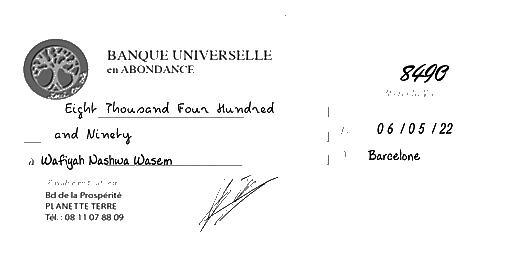 BANQUE UNIVERSELLE
en ABONDANCE
8490
Eight Thousand Four Hundred
and Ninety
06/05/22
à Wafiyah Nashwa Wasem
Barcelone
Bd de la Prospérité
PLANETTE TERRE
Tél. : 08 11 07 88 09